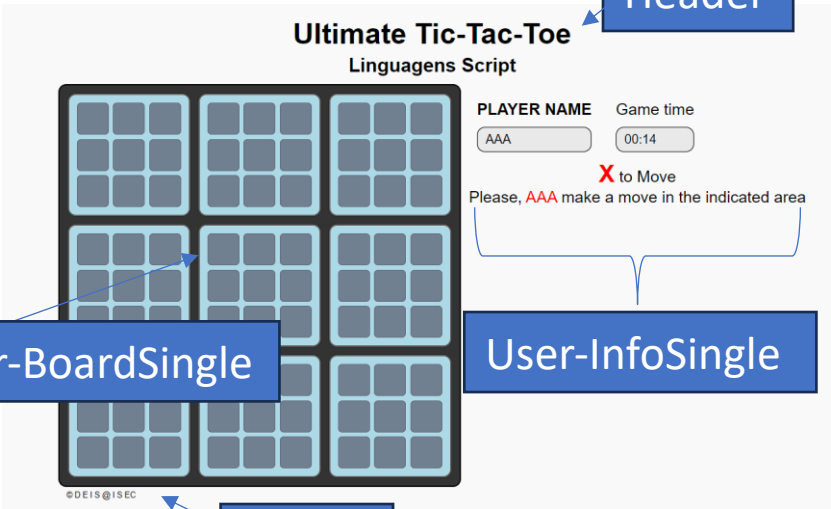 Header
Ultimate Tic-Tac-Toe
Linguagens Script
PLAYER NAME Game time
AAA 00:14
X to Move
Please, AAA make a move in the indicated area
r-BoardSingle
User-InfoSingle
©DEIS@ISEC